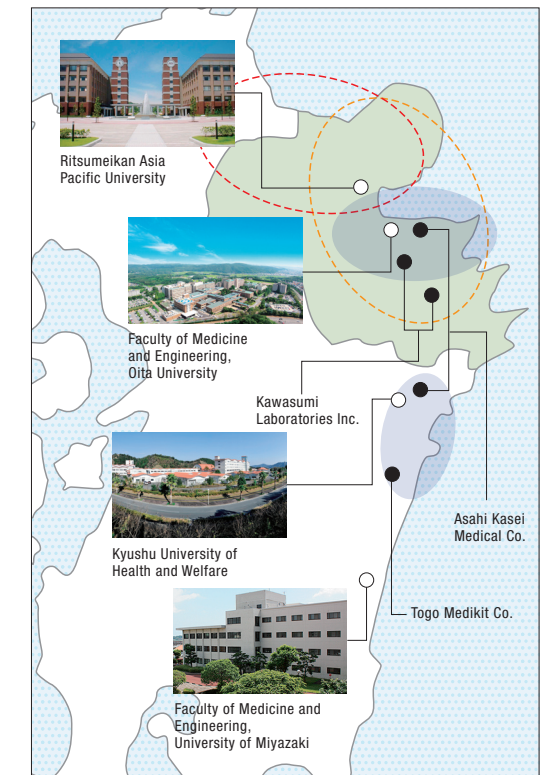 Ritsumeikan Asia
Pacific University
Faculty of Medicine
and Engineering,
Oita University
Kawasumi
Laboratories Inc.
Kyushu University of
Health and Welfare
Asahi Kasei
Medical Co.
Togo Medikit Co.
Faculty of Medicine and
Engineering,
University of Miyazaki